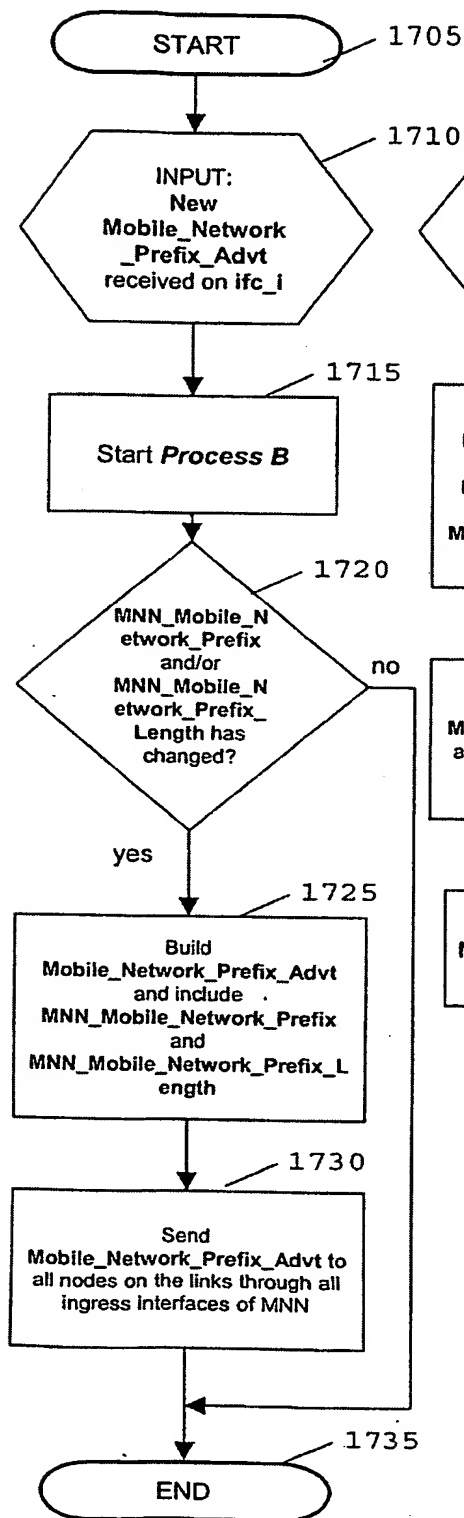 START
1705
1710
INPUT:
New
Mobile_Network
_Prefix_Advt
received on ifc_i
1715
Start Process B
1720
MNN_Mobile_N
etwork_Prefix
and/or
MNN_Mobile_N
etwork_Prefix_
Length has
changed?
no
yes
1725
Build
Mobile_Network_Prefix_Advt
and include
MNN_Mobile_Network_Prefix
and
MNN_Mobile_Network_Prefix_L
ength
1730
Send
Mobile_Network_Prefix_Advt to
all nodes on the links through all
ingress interfaces of MNN
1735
END